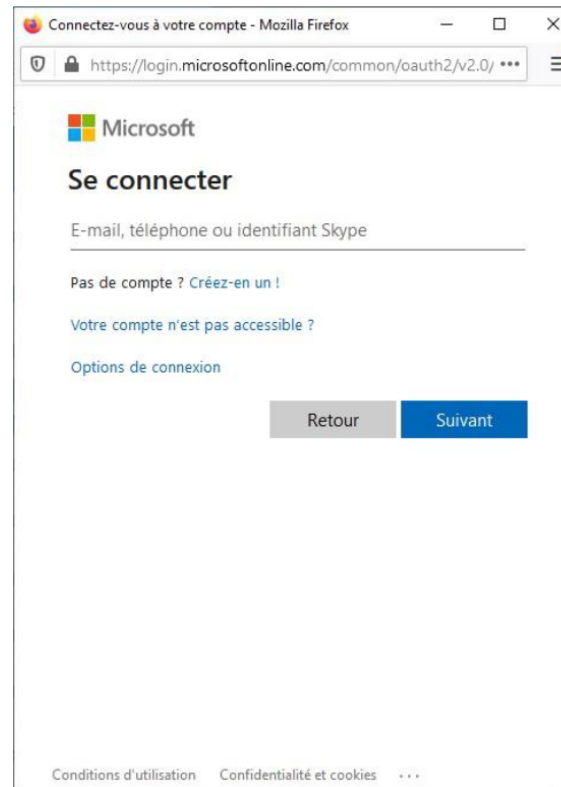 Connectez-vous à votre compte - Mozilla Firefox
https://login.microsoftonline.com/common/oauth2/v2.0/
Microsoft
Se connecter
E-mail, téléphone ou identifiant Skype
Pas de compte ? Créez-en un !
Votre compte n'est pas accessible ?
Options de connexion
Retour Suivant
Conditions d'utilisation Confidentialité et cookies ...